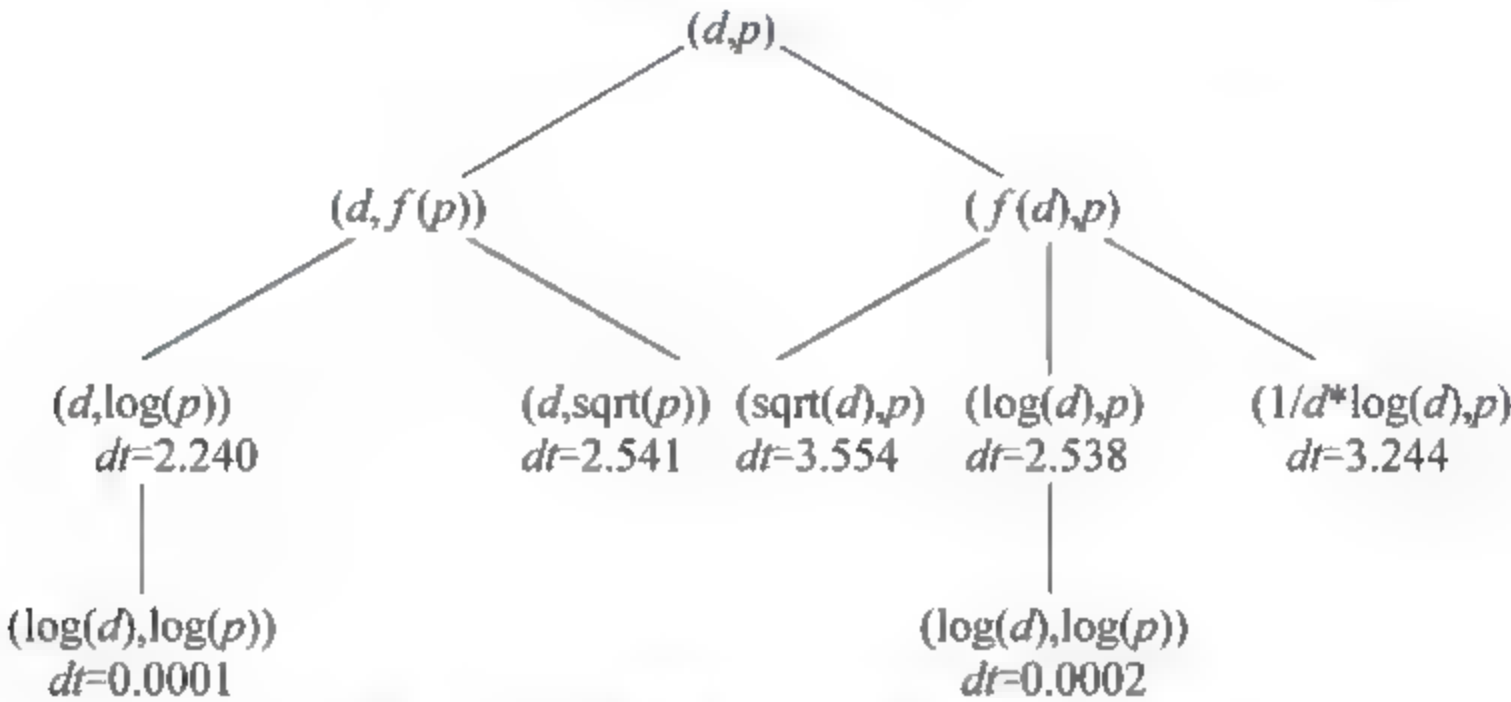 (d,p)
(d, f(p))
(f(d),p)
(d,log(p))
dt=2.240
(d,sqrt(p))
dt=2.541
(sqrt(d),p)
dt=3.554
(log(d),p)
dt=2.538
(1/d*log(d),p)
dt=3.244
(log(d),log(p))
dt=0.0001
(log(d),log(p))
dt=0.0002